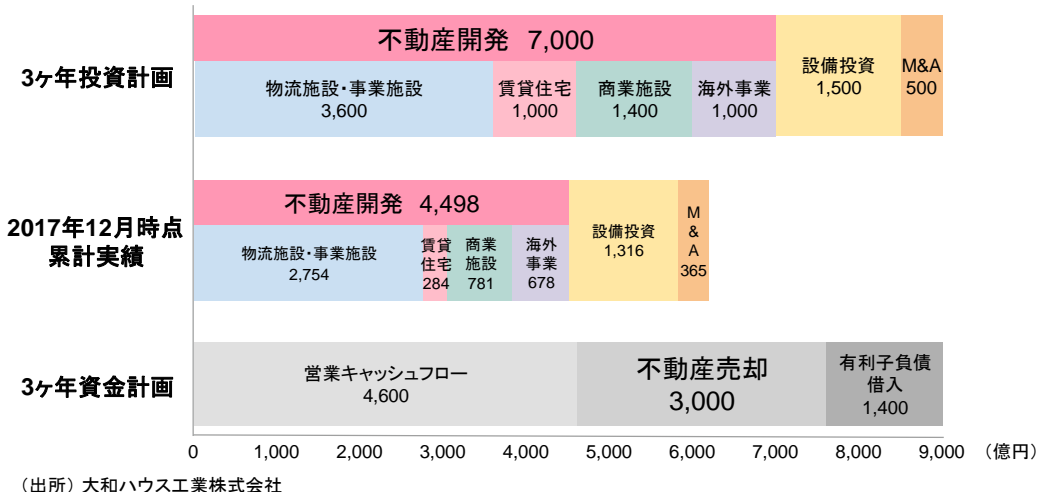 3ヶ年投資計画
不動産開発 7,000
物流施設・事業施設
3,600
賃貸住宅
1,000
商業施設
1,400
海外事業
1,000
設備投資
1,500
M&A
500
2017年12月時点
累計実績
不動産開発 4,498
物流施設・事業施設
2,754
賃貸
住宅
284
商業
施設
781
海外
事業
678
設備投資
1,316
M
&
A
365
3ヶ年資金計画
営業キャッシュフロー
4,600
不動産売却
3,000
有利子負債
借入
1,400
0 1,000 2,000 3,000 4,000 5,000 6,000 7,000 8,000 9,000 （億円）
（出所）大和ハウス工業株式会社